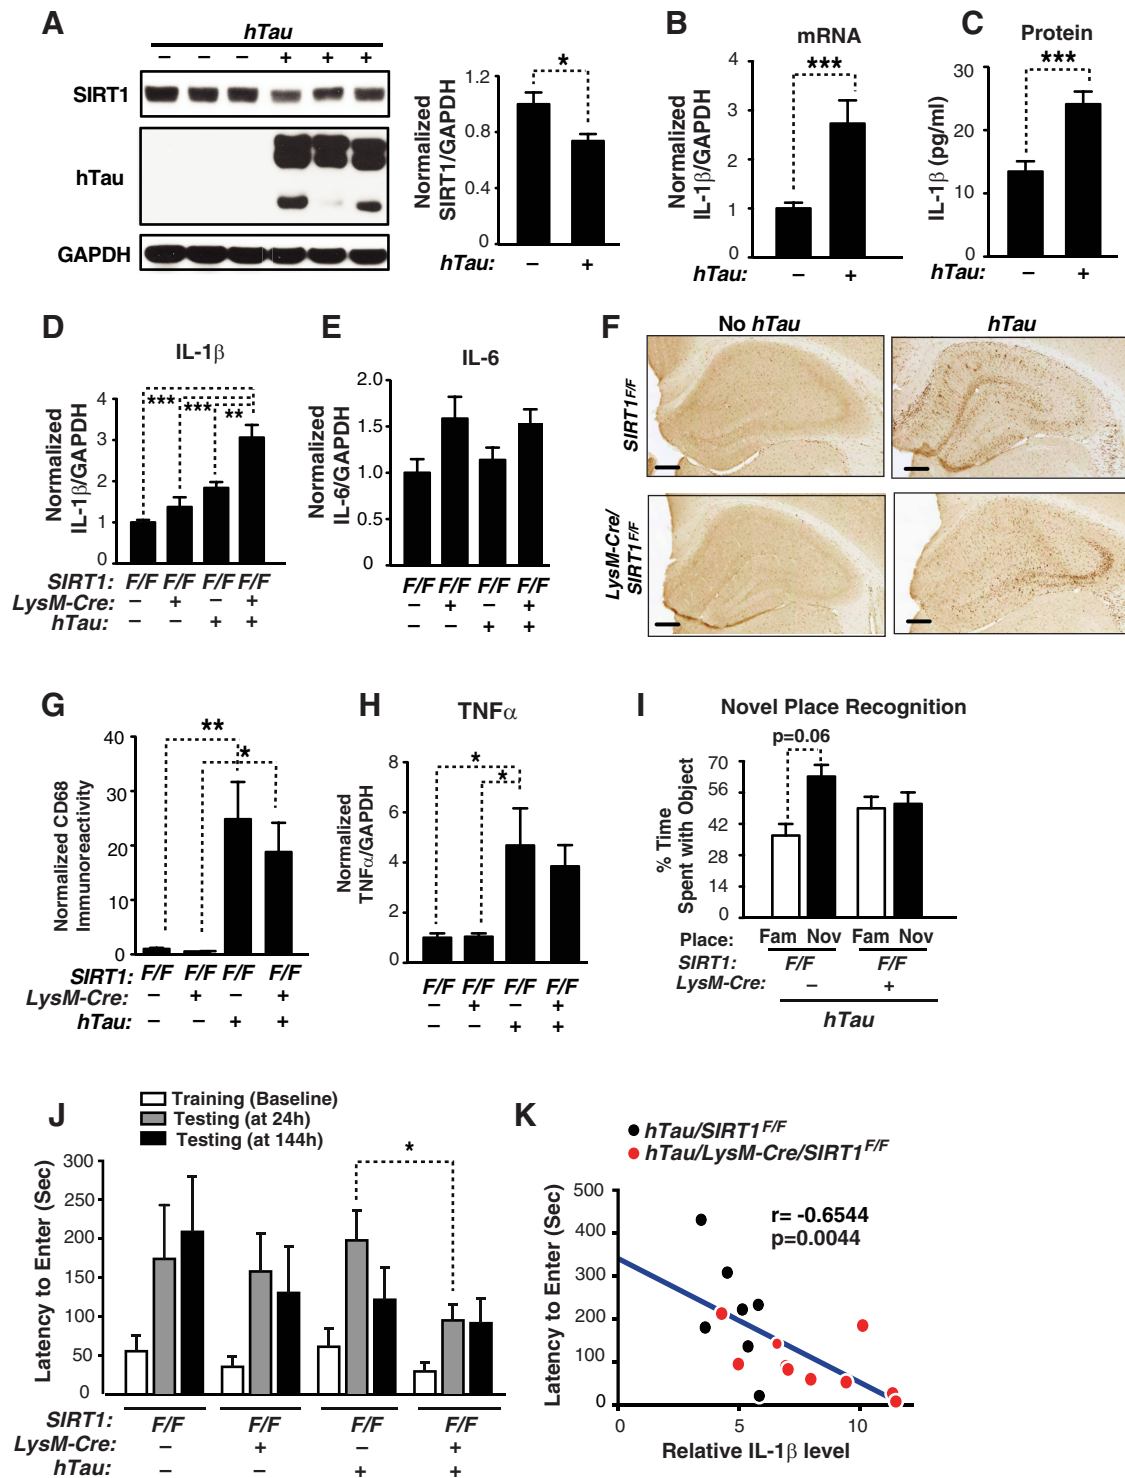 A
hTau
– – – + + +
SIRT1
hTau
GAPDH
Normalized
SIRT1/GAPDH
1.2
0.8
0.4
0
*
hTau: – +
B
mRNA
Normalized
IL-1β/GAPDH
4
3
2
1
0
***
hTau: – +
C
Protein
IL-1β (pg/ml)
30
20
10
0
***
hTau: – +
D
IL-1β
Normalized
IL-1β/GAPDH
4
3
2
1
0
*** *** **
SIRT1: F/F F/F F/F F/F
LysM-Cre: – + – +
hTau: – – + +
E
IL-6
Normalized
IL-6/GAPDH
2.0
1.5
1.0
0.5
0
F/F F/F F/F F/F
– + – +
– – + +
F
No hTau hTau
SIRT1F/F
LysM-Cre/
SIRT1F/F
G
Normalized CD68
Immunoreactivity
40
30
20
10
0
**
*
SIRT1: F/F F/F F/F F/F
LysM-Cre: – + – +
hTau: – – + +
H
TNFα
Normalized
TNFα/GAPDH
8
6
4
2
0
*
*
F/F F/F F/F F/F
– + – +
– – + +
I
Novel Place Recognition
p=0.06
% Time
Spent with Object
70
56
42
28
14
0
Place: Fam Nov Fam Nov
SIRT1: F/F F/F
LysM-Cre: – +
hTau
J
Training (Baseline)
Testing (at 24h)
Testing (at 144h)
Latency to Enter (Sec)
300
250
200
150
100
50
0
*
SIRT1: F/F F/F F/F F/F
LysM-Cre: – + – +
hTau: – – + +
K
hTau/SIRT1F/F
hTau/LysM-Cre/SIRT1F/F
Latency to Enter (Sec)
500
400
300
200
100
0
r= -0.6544
p=0.0044
0 5 10
Relative IL-1β level